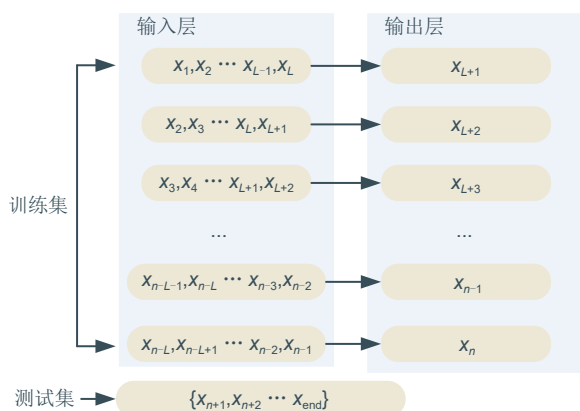 输入层 输出层
x1,x2 ⋯ xL-1,xL xL+1
x2,x3 ⋯ xL,xL+1 xL+2
x3,x4 ⋯ xL+1,xL+2 xL+3
训练集
... ...
xn-L-1,xn-L ⋯ xn-3,xn-2 xn-1
xn-L,xn-L+1 ⋯ xn-2,xn-1 xn
测试集 {xn+1,xn+2 ⋯ xend}